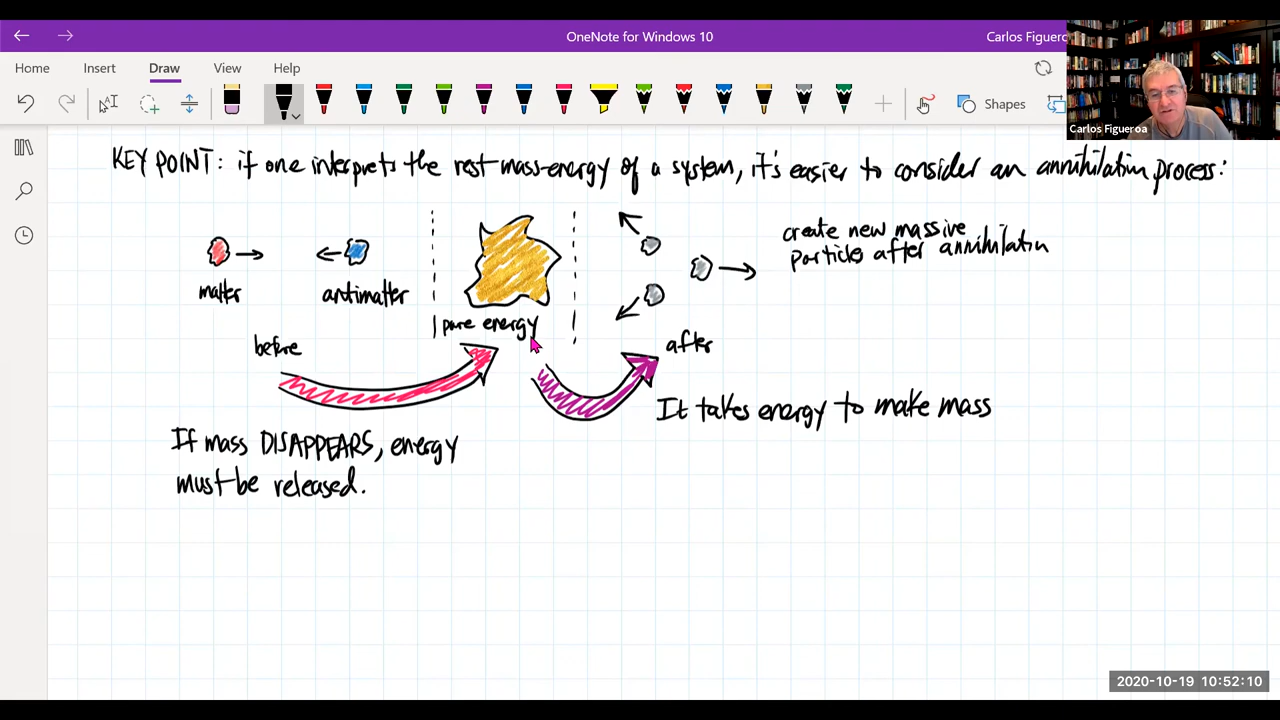 OneNote for Windows 10
Carlos Figuero
Home Insert Draw View Help
Shapes
Carlos Figueroa
KEY POINT: if one interprets the rest mass-energy of a system, it's easier to consider an annihilation process:
create new massive
particles after annihilatin
matter
antimatter
pure energy
before
after
It takes energy to make mass
If mass DISAPPEARS, energy
must be released.
2020-10-19 10:52:10